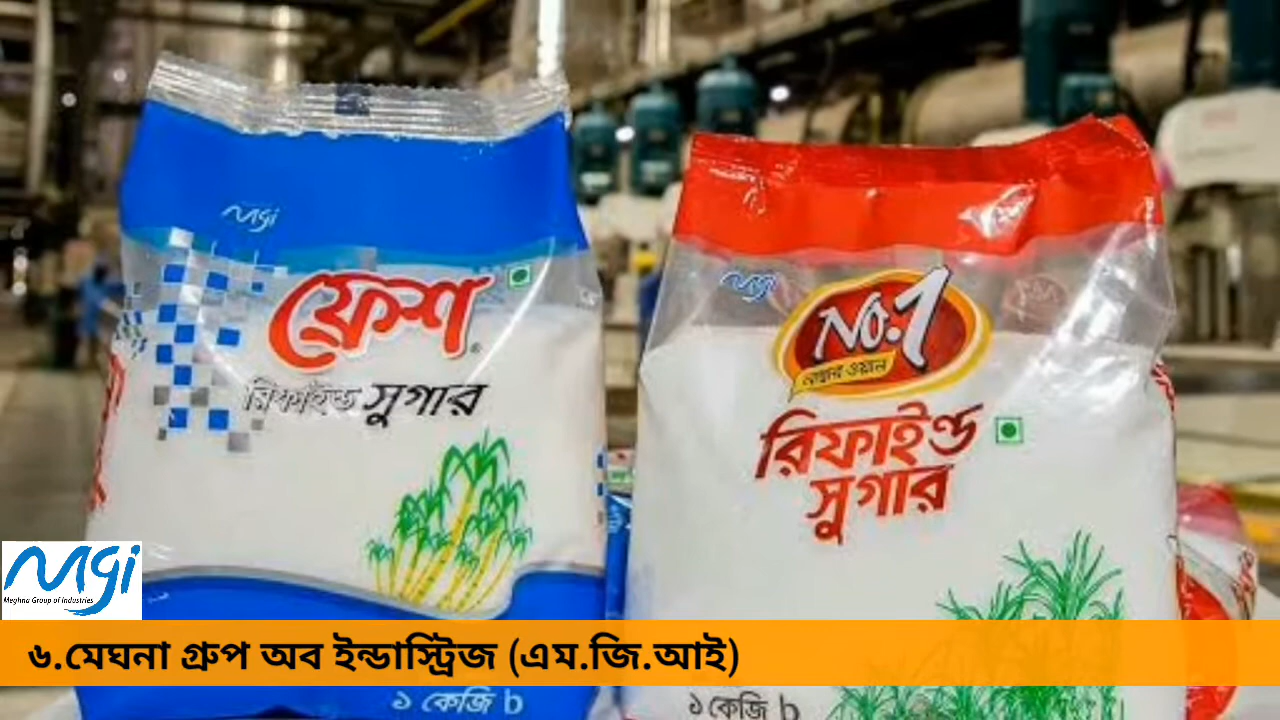 mgi
ফ্রেশ
রিফাইন্ড সুগার
১ কেজি
mgi
No.1
নাম্বার ওয়ান
রিফাইণ্ড
সুগার
১ কেজি
mgi
Meghna Group of Industries
৬.মেঘনা গ্রুপ অব ইন্ডাস্ট্রিজ (এম.জি.আই)